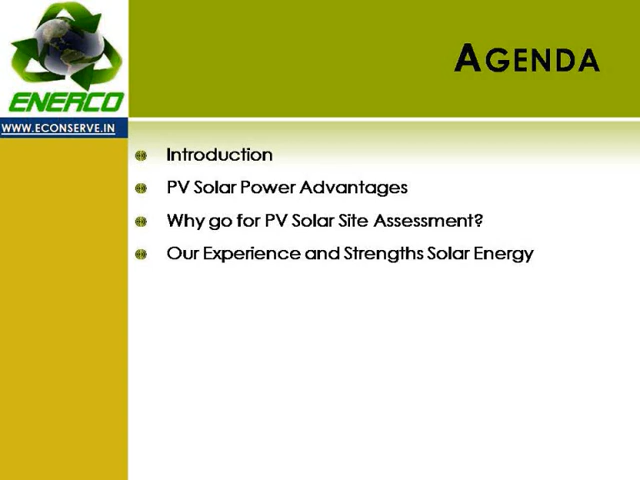 ENERCO
WWW.ECONSERVE.IN
AGENDA
Introduction
PV Solar Power Advantages
Why go for PV Solar Site Assessment?
Our Experience and Strengths Solar Energy